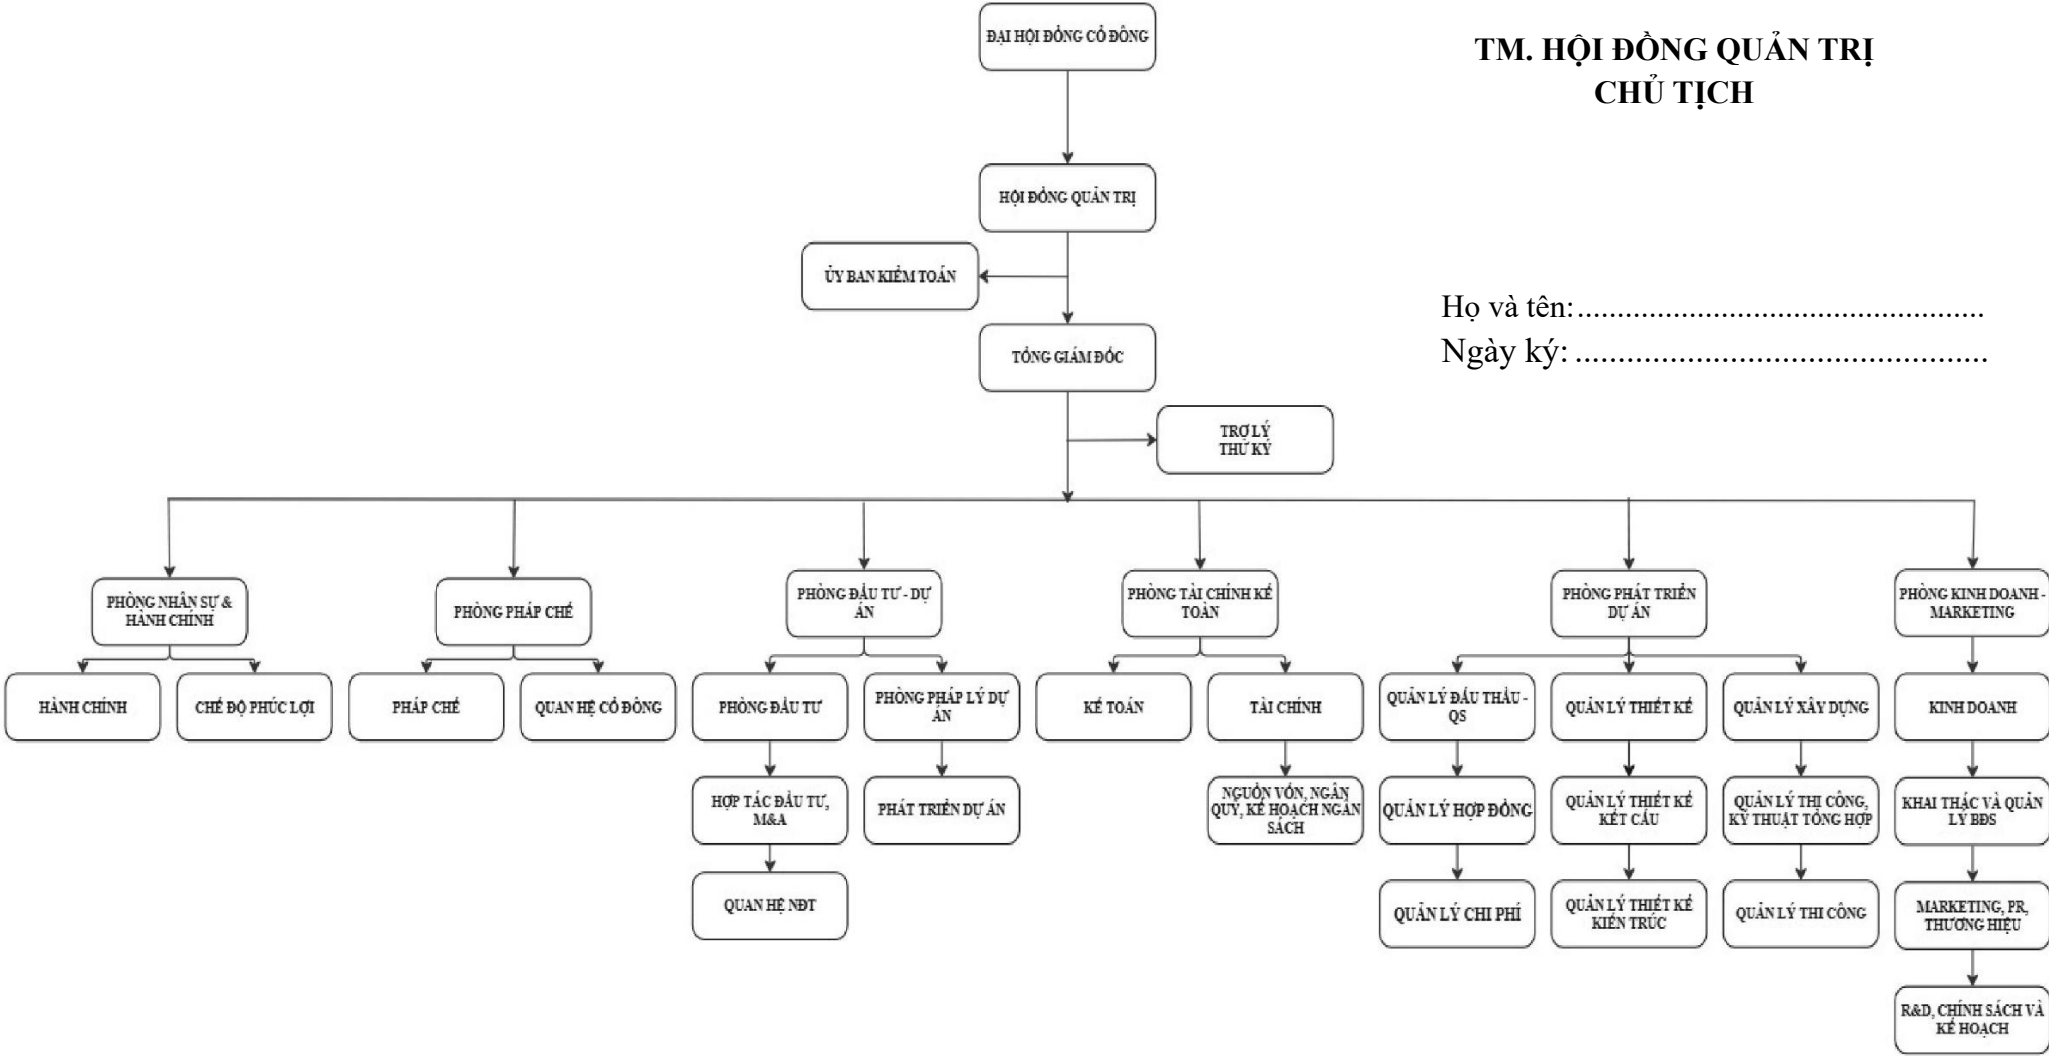 ĐẠI HỘI ĐỒNG CỔ ĐÔNG
TM. HỘI ĐỒNG QUẢN TRỊ
CHỦ TỊCH
HỘI ĐỒNG QUẢN TRỊ
ỦY BAN KIỂM TOÁN
Họ và tên:...................................................
Ngày ký: .................................................
TỔNG GIÁM ĐỐC
TRỢ LÝ
THƯ KÝ
PHÒNG NHÂN SỰ &
HÀNH CHÍNH
PHÒNG PHÁP CHẾ
PHÒNG ĐẦU TƯ - DỰ
ÁN
PHÒNG TÀI CHÍNH KẾ
TOÀN
PHÒNG PHÁT TRIỂN
DỰ ÁN
PHÒNG KINH DOANH -
MARKETING
HÀNH CHÍNH
CHẾ ĐỘ PHÚC LỢI
PHÁP CHẾ
QUAN HỆ CỔ ĐÔNG
PHÒNG ĐẦU TƯ
PHÒNG PHÁP LÝ DỰ
ÁN
KẾ TOÁN
TÀI CHÍNH
QUẢN LÝ ĐẤU THẦU -
QS
QUẢN LÝ THIẾT KẾ
QUẢN LÝ XÂY DỰNG
KINH DOANH
HỢP TÁC ĐẦU TƯ,
M&A
PHÁT TRIỂN DỰ ÁN
NGUỒN VỐN, NGÂN
QUỸ, KẾ HOẠCH NGÂN
SÁCH
QUẢN LÝ HỢP ĐỒNG
QUẢN LÝ THIẾT KẾ
KẾT CẤU
QUẢN LÝ THI CÔNG,
KỸ THUẬT TỔNG HỢP
KHAI THÁC VÀ QUẢN
LÝ BĐS
QUAN HỆ NĐT
QUẢN LÝ CHI PHÍ
QUẢN LÝ THIẾT KẾ
KIẾN TRÚC
QUẢN LÝ THI CÔNG
MARKETING, PR,
THƯƠNG HIỆU
R&D, CHÍNH SÁCH VÀ
KẾ HOẠCH